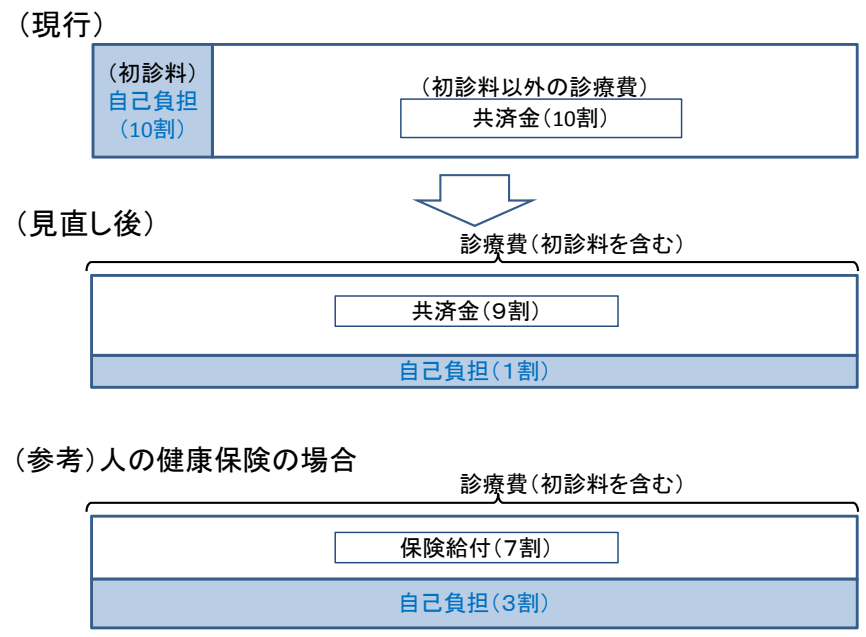 （現行）
（初診料）
自己負担
（10割）
（初診料以外の診療費）
共済金（10割）
（見直し後）
診療費（初診料を含む）
共済金（９割）
自己負担（１割）
（参考）人の健康保険の場合
診療費（初診料を含む）
保険給付（７割）
自己負担（３割）